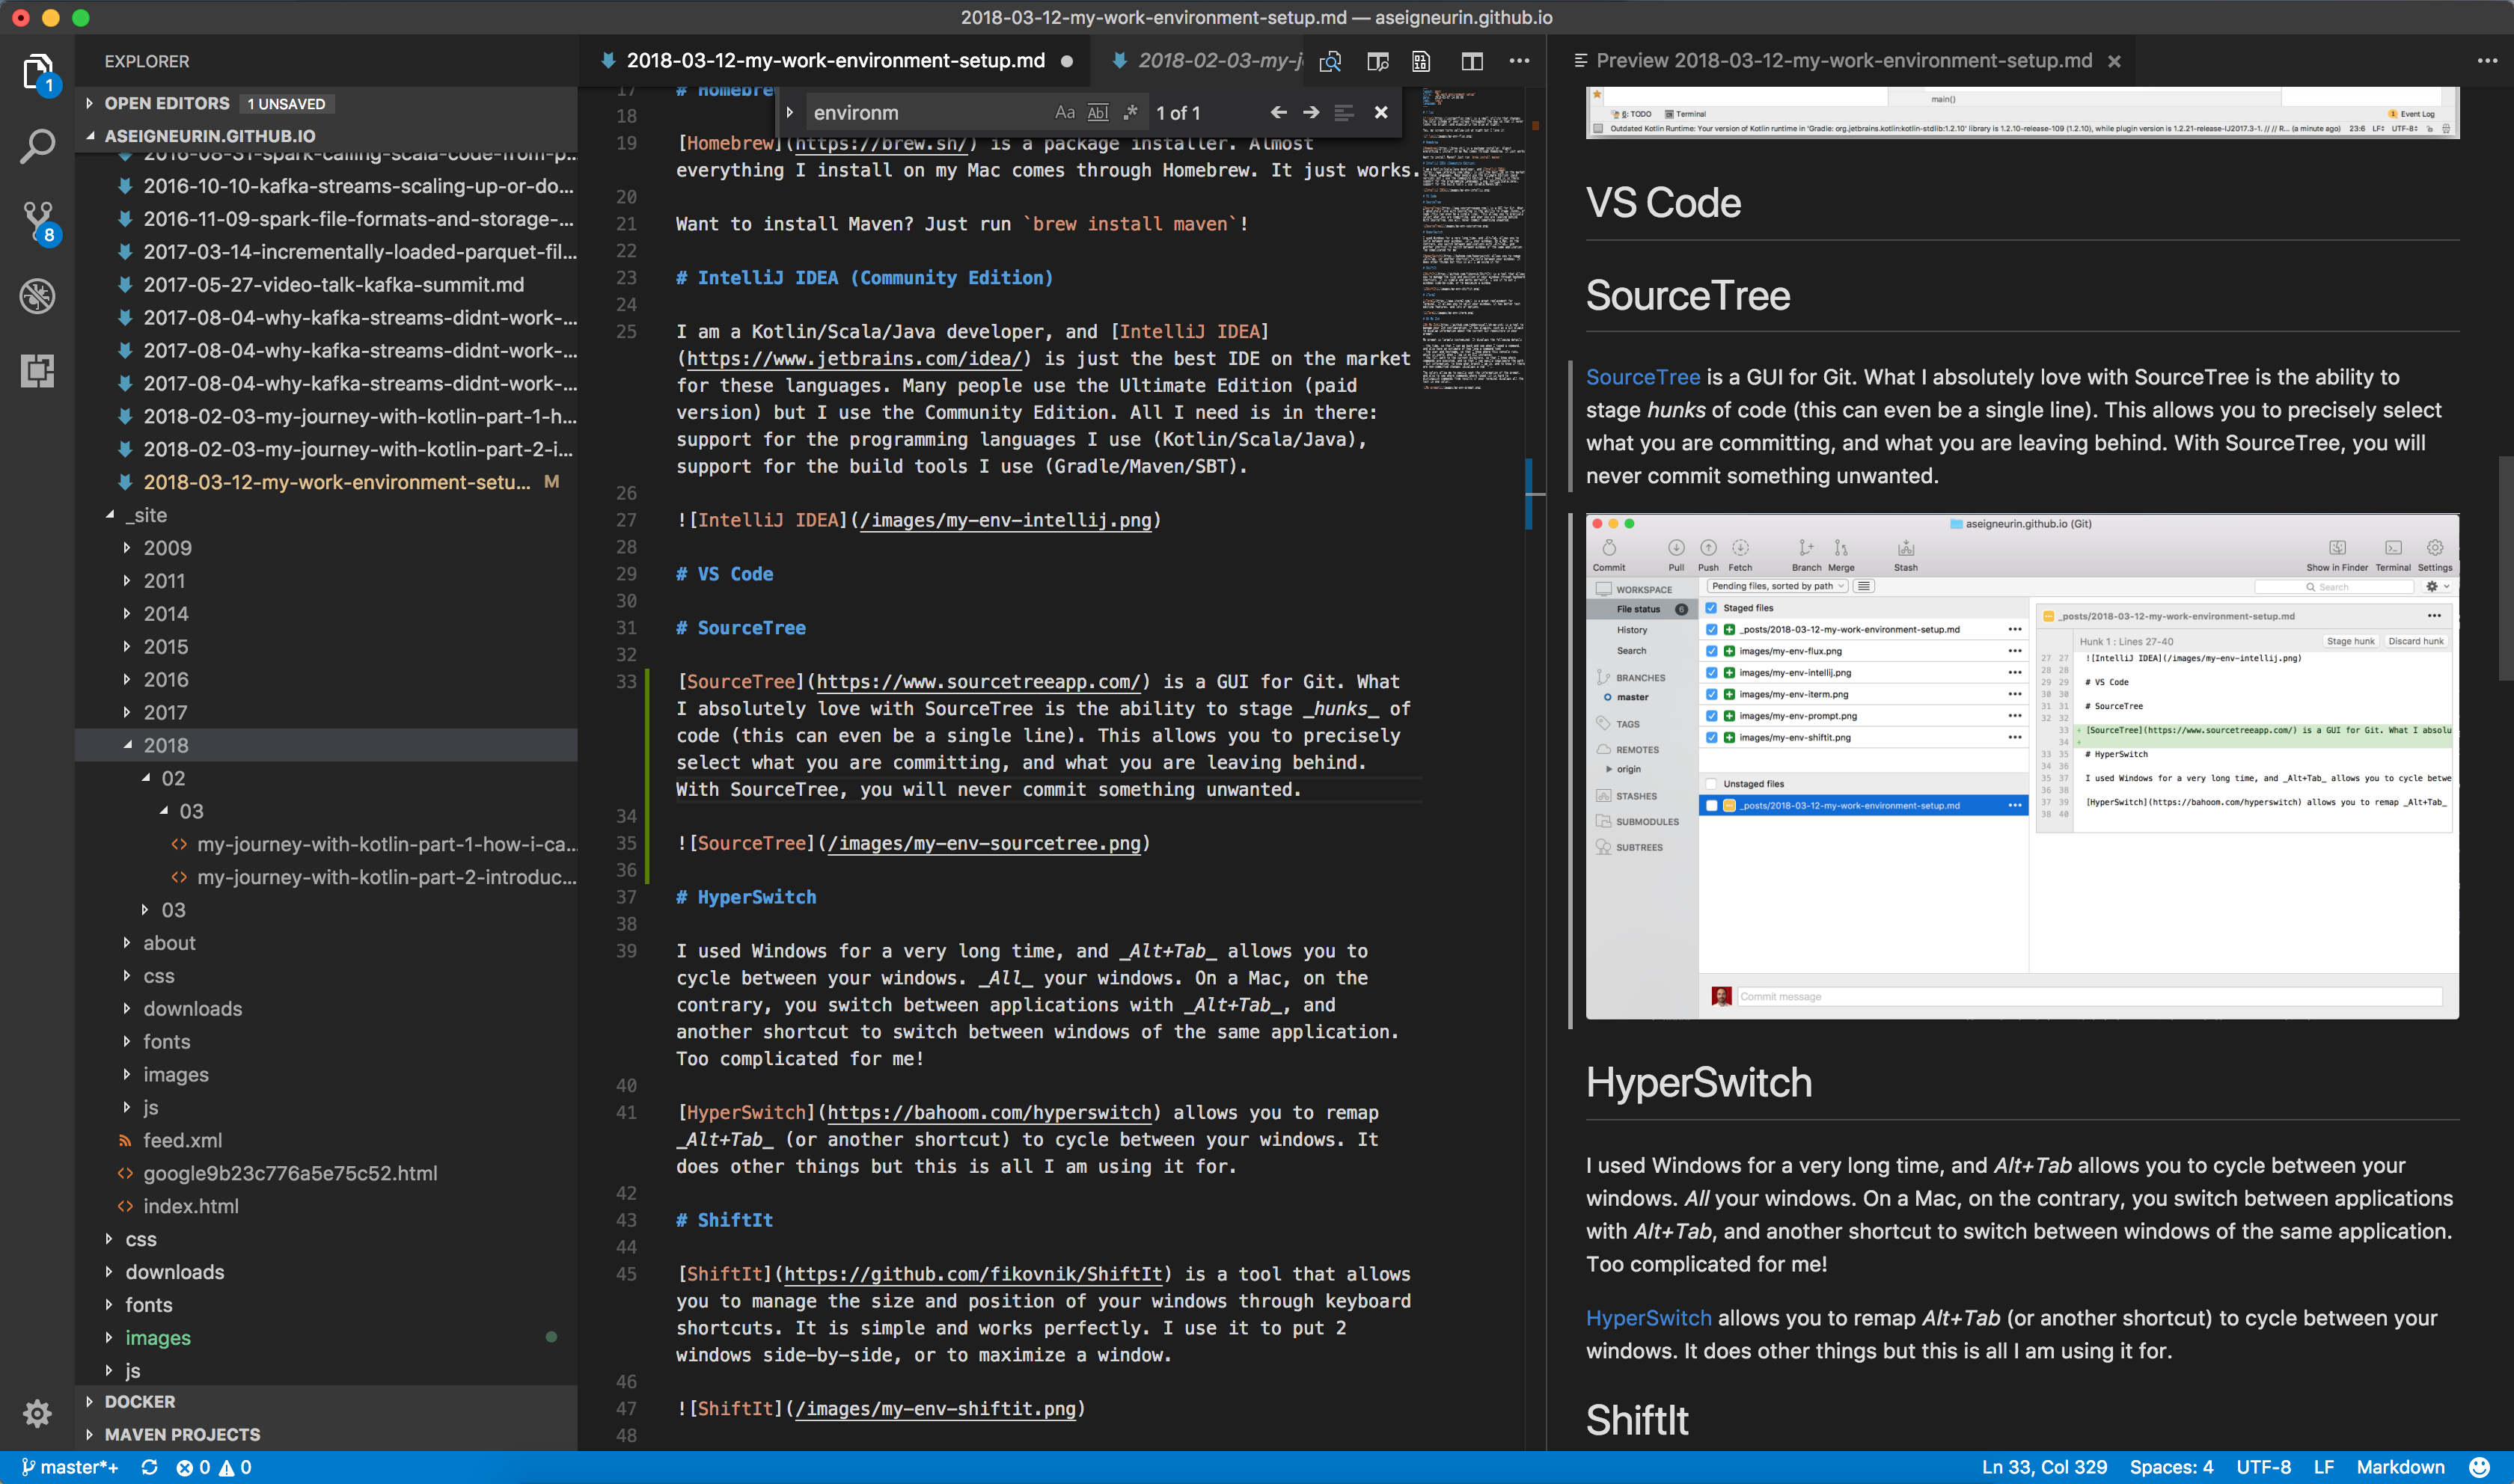 2018-03-12-my-work-environment-setup.md — aseigneurin.github.io
1
8
EXPLORER
OPEN EDITORS 1 UNSAVED
ASEIGNEURIN.GITHUB.IO
2016-08-31-spark-calling-scala-code-from-p...
2016-10-10-kafka-streams-scaling-up-or-do...
2016-11-09-spark-file-formats-and-storage-...
2017-03-14-incrementally-loaded-parquet-fil...
2017-05-27-video-talk-kafka-summit.md
2017-08-04-why-kafka-streams-didnt-work-...
2017-08-04-why-kafka-streams-didnt-work-...
2017-08-04-why-kafka-streams-didnt-work-...
2018-02-03-my-journey-with-kotlin-part-1-h...
2018-02-03-my-journey-with-kotlin-part-2-i...
2018-03-12-my-work-environment-setu... M
_site
2009
2011
2014
2015
2016
2017
2018
02
03
my-journey-with-kotlin-part-1-how-i-ca...
my-journey-with-kotlin-part-2-introduc...
03
about
css
downloads
fonts
images
js
feed.xml
google9b23c776a5e75c52.html
index.html
css
downloads
fonts
images
js
DOCKER
MAVEN PROJECTS
2018-03-12-my-work-environment-setup.md
2018-02-03-my-j
environm Aa Abl .* 1 of 1
17 # Homebrew
18
19 [Homebrew](https://brew.sh/) is a package installer. Almost
everything I install on my Mac comes through Homebrew. It just works.
20
21 Want to install Maven? Just run `brew install maven`!
22
23 # IntelliJ IDEA (Community Edition)
24
25 I am a Kotlin/Scala/Java developer, and [IntelliJ IDEA]
(https://www.jetbrains.com/idea/) is just the best IDE on the market
for these languages. Many people use the Ultimate Edition (paid
version) but I use the Community Edition. All I need is in there:
support for the programming languages I use (Kotlin/Scala/Java),
support for the build tools I use (Gradle/Maven/SBT).
26
27 ![IntelliJ IDEA](/images/my-env-intellij.png)
28
29 # VS Code
30
31 # SourceTree
32
33 [SourceTree](https://www.sourcetreeapp.com/) is a GUI for Git. What
I absolutely love with SourceTree is the ability to stage _hunks_ of
code (this can even be a single line). This allows you to precisely
select what you are committing, and what you are leaving behind.
With SourceTree, you will never commit something unwanted.
34
35 ![SourceTree](/images/my-env-sourcetree.png)
36
37 # HyperSwitch
38
39 I used Windows for a very long time, and _Alt+Tab_ allows you to
cycle between your windows. _All_ your windows. On a Mac, on the
contrary, you switch between applications with _Alt+Tab_, and
another shortcut to switch between windows of the same application.
Too complicated for me!
40
41 [HyperSwitch](https://bahoom.com/hyperswitch) allows you to remap
_Alt+Tab_ (or another shortcut) to cycle between your windows. It
does other things but this is all I am using it for.
42
43 # ShiftIt
44
45 [ShiftIt](https://github.com/fikovnik/ShiftIt) is a tool that allows
you to manage the size and position of your windows through keyboard
shortcuts. It is simple and works perfectly. I use it to put 2
windows side-by-side, or to maximize a window.
46
47 ![ShiftIt](/images/my-env-shiftit.png)
48
Preview 2018-03-12-my-work-environment-setup.md
main()
6: TODO Terminal 1 Event Log
Outdated Kotlin Runtime: Your version of Kotlin runtime in 'Gradle: org.jetbrains.kotlin:kotlin-stdlib:1.2.10' library is 1.2.10-release-109 (1.2.10), while plugin version is 1.2.21-release-IJ2017.3-1. // // R... (a minute ago) 23:6 LF÷ UTF-8÷
VS Code
SourceTree
SourceTree is a GUI for Git. What I absolutely love with SourceTree is the ability to
stage hunks of code (this can even be a single line). This allows you to precisely select
what you are committing, and what you are leaving behind. With SourceTree, you will
never commit something unwanted.
aseigneurin.github.io (Git)
Commit Pull Push Fetch Branch Merge Stash Show in Finder Terminal Settings
WORKSPACE
File status 6
History
Search
BRANCHES
master
TAGS
REMOTES
origin
STASHES
SUBMODULES
SUBTREES
Pending files, sorted by path
Search
Staged files
_posts/2018-03-12-my-work-environment-setup.md
images/my-env-flux.png
images/my-env-intellij.png
images/my-env-iterm.png
images/my-env-prompt.png
images/my-env-shiftit.png
Unstaged files
_posts/2018-03-12-my-work-environment-setup.md
_posts/2018-03-12-my-work-environment-setup.md
Hunk 1 : Lines 27-40 Stage hunk Discard hunk
27 27 ![IntelliJ IDEA](/images/my-env-intellij.png)
28 28
29 29 # VS Code
30 30
31 31 # SourceTree
32 32
33 + [SourceTree](https://www.sourcetreeapp.com/) is a GUI for Git. What I absolu
34 +
33 35 # HyperSwitch
34 36
35 37 I used Windows for a very long time, and _Alt+Tab_ allows you to cycle betwe
36 38
37 39 [HyperSwitch](https://bahoom.com/hyperswitch) allows you to remap _Alt+Tab_
38 40
Commit message
HyperSwitch
I used Windows for a very long time, and Alt+Tab allows you to cycle between your
windows. All your windows. On a Mac, on the contrary, you switch between applications
with Alt+Tab, and another shortcut to switch between windows of the same application.
Too complicated for me!
HyperSwitch allows you to remap Alt+Tab (or another shortcut) to cycle between your
windows. It does other things but this is all I am using it for.
ShiftIt
master*+ 0 0 Ln 33, Col 329 Spaces: 4 UTF-8 LF Markdown